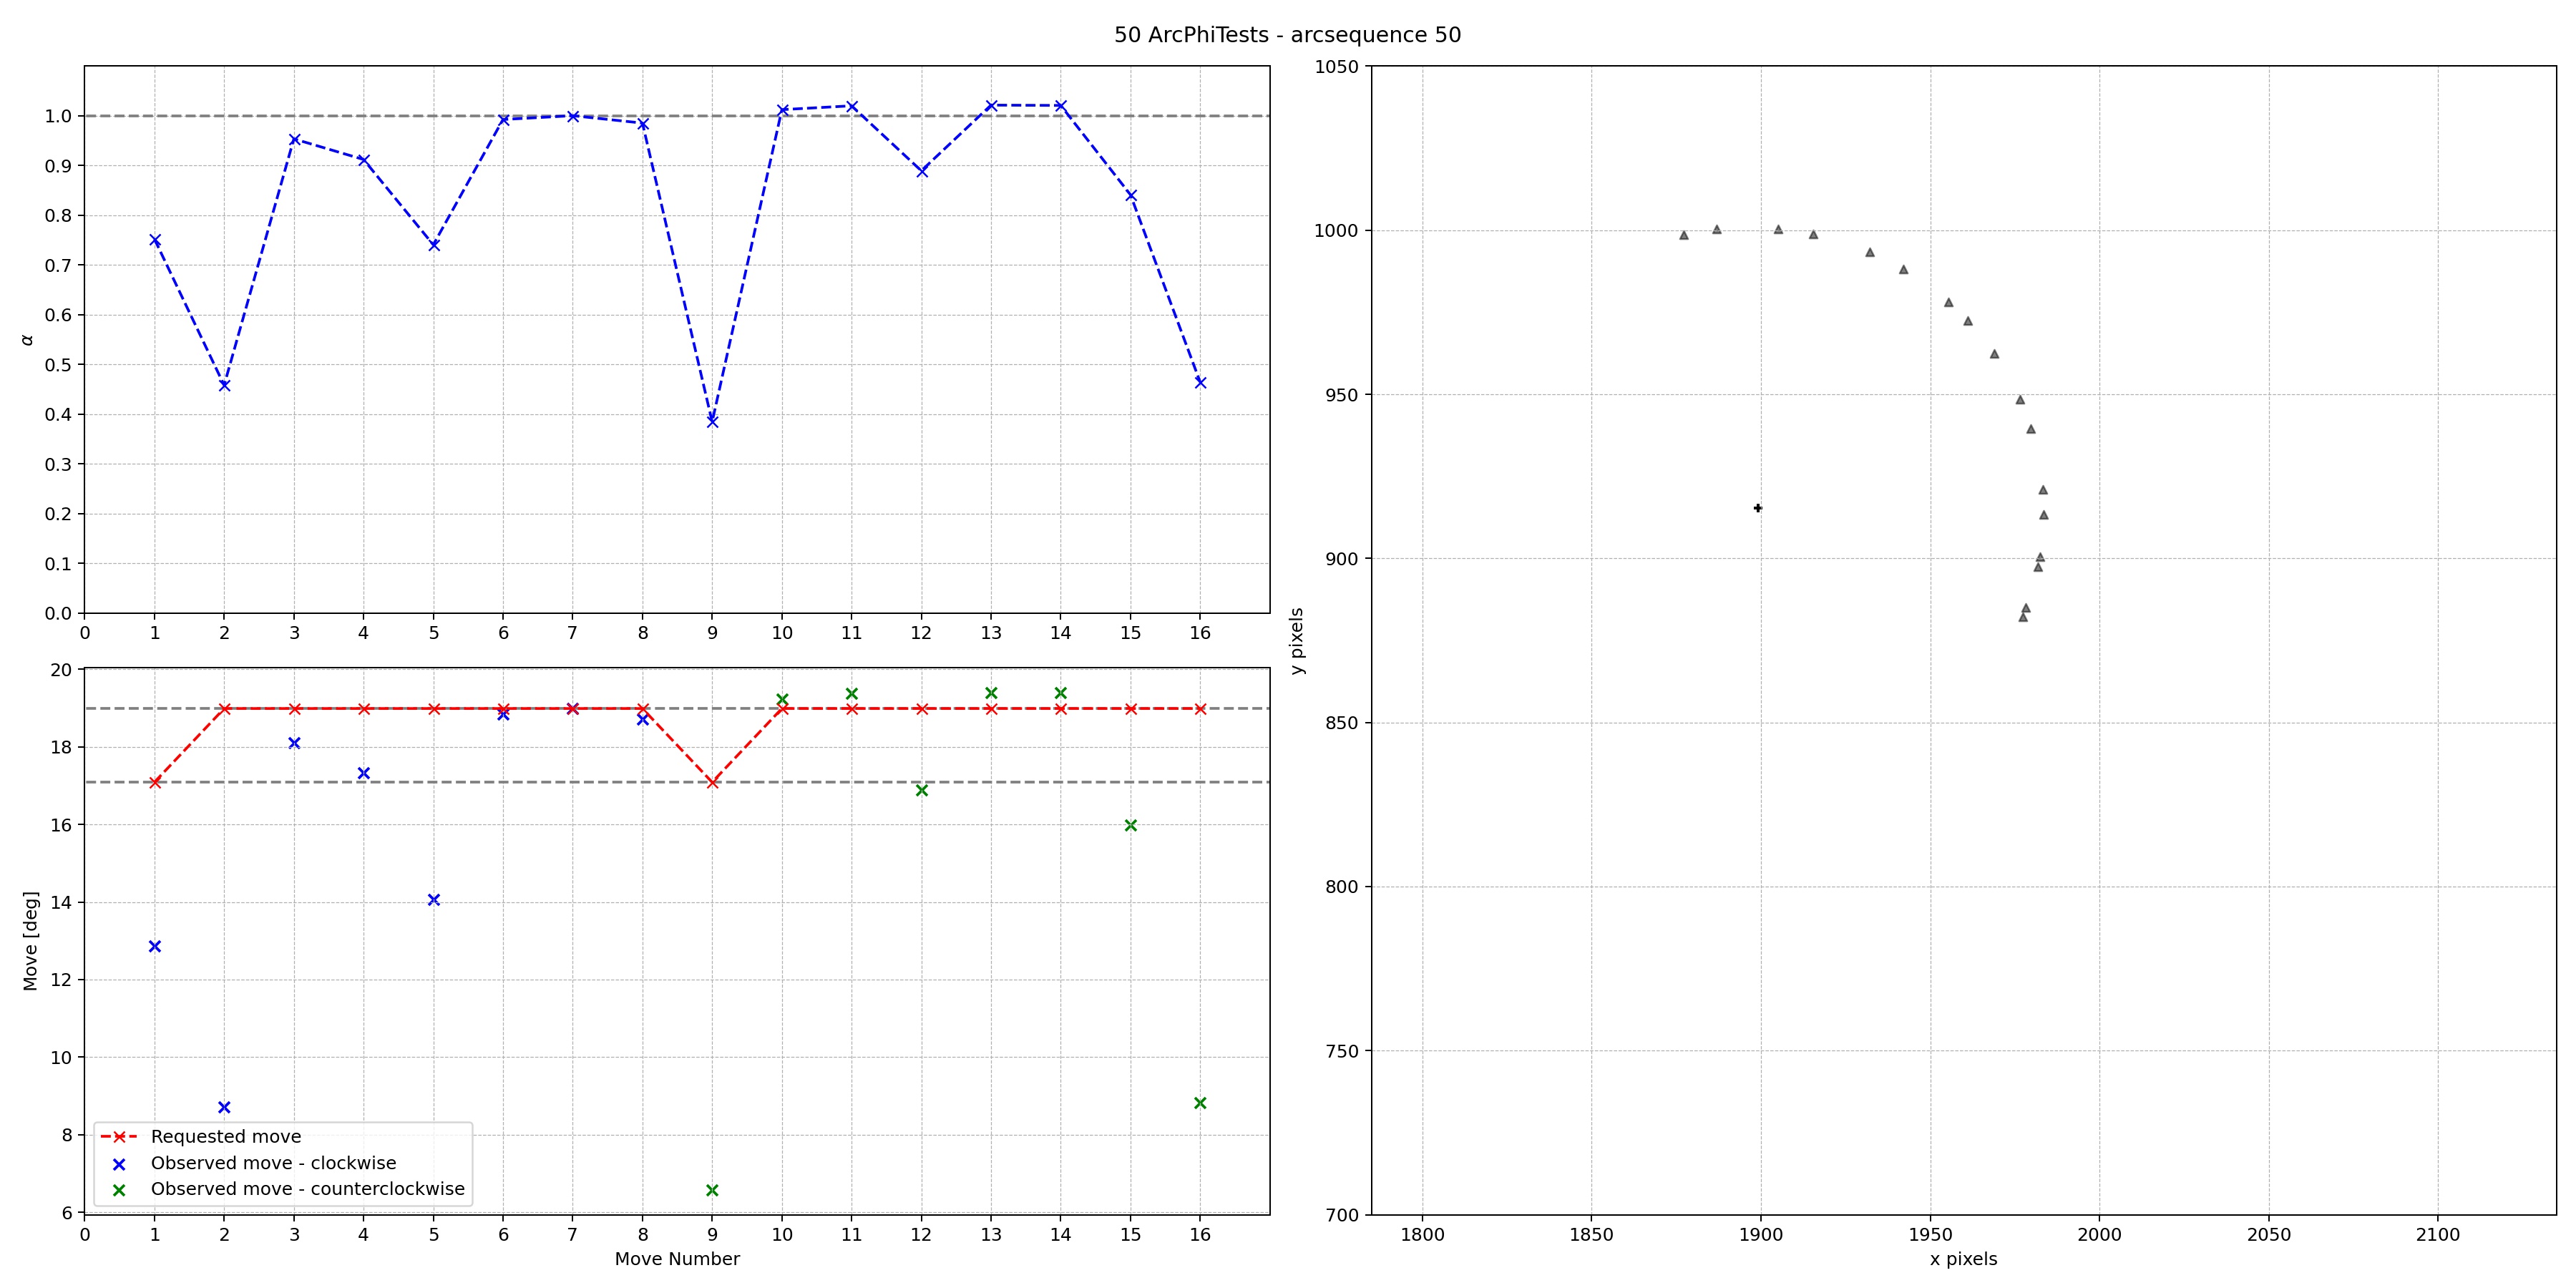 50 ArcPhiTests - arcsequence 50
1.0
0.9
0.8
0.7
0.6
0.5
0.4
0.3
0.2
0.1
0.0
α
0 1 2 3 4 5 6 7 8 9 10 11 12 13 14 15 16
20
18
16
14
12
10
8
6
Move [deg]
Requested move
Observed move - clockwise
Observed move - counterclockwise
0 1 2 3 4 5 6 7 8 9 10 11 12 13 14 15 16
Move Number
1050
1000
950
900
850
800
750
700
y pixels
1800 1850 1900 1950 2000 2050 2100
x pixels